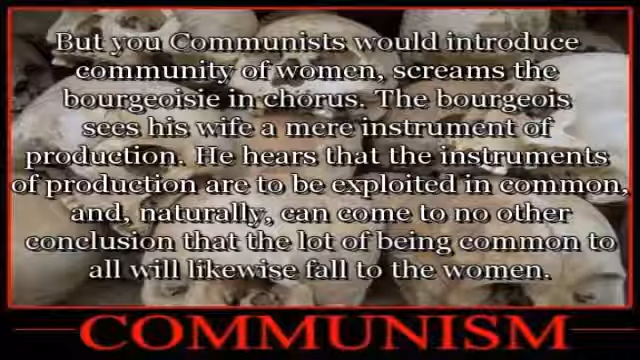 But you Communists would introduce
community of women, screams the
bourgeoisie in chorus. The bourgeois
sees his wife a mere instrument of
production. He hears that the instruments
of production are to be exploited in common,
and, naturally, can come to no other
conclusion that the lot of being common to
all will likewise fall to the women.
COMMUNISM